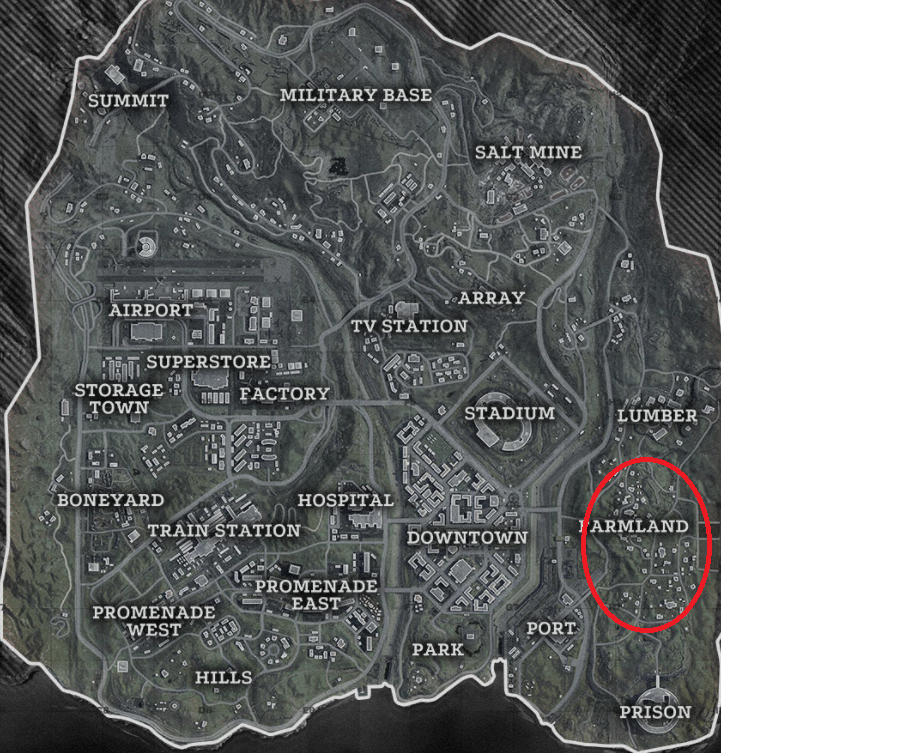 SUMMIT
MILITARY BASE
SALT MINE
ARRAY
AIRPORT
TV STATION
SUPERSTORE
STORAGE
TOWN
FACTORY
STADIUM
LUMBER
BONEYARD
HOSPITAL
TRAIN STATION
DOWNTOWN
FARMLAND
PROMENADE
EAST
PROMENADE
WEST
PORT
PARK
HILLS
PRISON